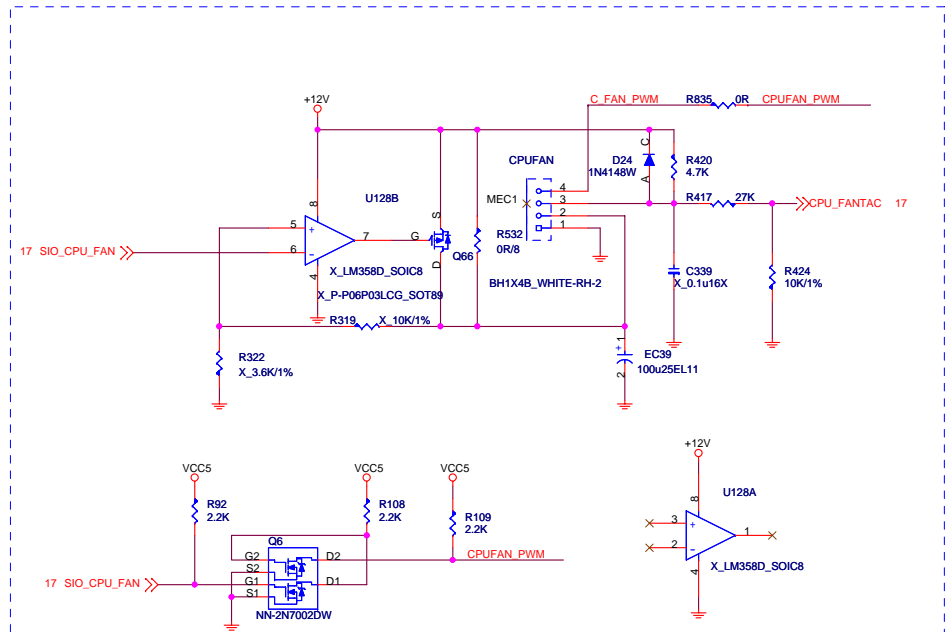 C_FAN_PWM R835 0R CPUFAN_PWM
+12V
CPUFAN
D24
1N4148W
C
A
R420
4.7K
U128B
MEC1
4
3
2
1
R417 27K
CPU_FANTAC 17
8
5
+
7
6
-
4
G
S
D
Q66
R532
0R/8
17 SIO_CPU_FAN
X_LM358D_SOIC8
X_P-P06P03LCG_SOT89
BH1X4B_WHITE-RH-2
C339
X_0.1u16X
R424
10K/1%
R319 X_10K/1%
R322
X_3.6K/1%
1
+
2
EC39
100u25EL11
+12V
VCC5
VCC5
VCC5
R92
2.2K
R108
2.2K
R109
2.2K
U128A
8
3
+
1
2
-
4
X_LM358D_SOIC8
Q6
G2
S2
G1
S1
D2
D1
CPUFAN_PWM
17 SIO_CPU_FAN
NN-2N7002DW